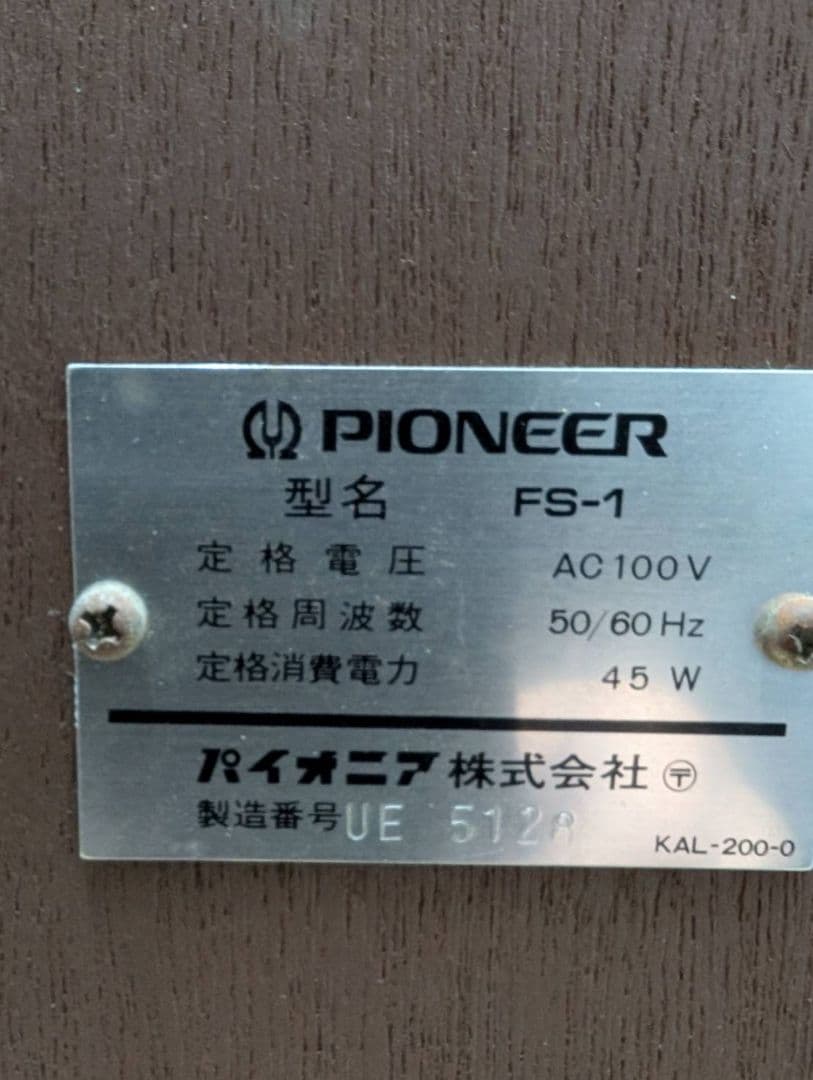 PIONEER
型名 FS-1
定格電圧 AC100V
定格周波数 50/60Hz
定格消費電力 45 W
パイオニア株式会社 〶
製造番号 UE
KAL-200-0